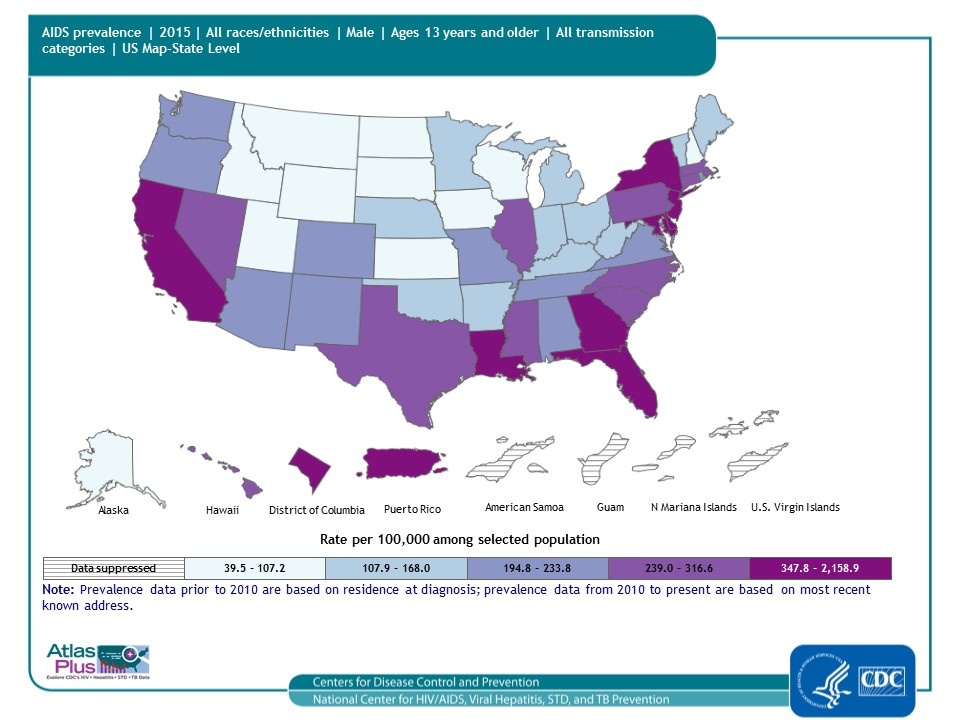 AIDS prevalence | 2015 | All races/ethnicities | Male | Ages 13 years and older | All transmission
categories | US Map-State Level
Alaska
Hawaii
District of Columbia
Puerto Rico
American Samoa
Guam
N Mariana Islands
U.S. Virgin Islands
Rate per 100,000 among selected population
Data suppressed
39.5 - 107.2
107.9 - 168.0
194.8 - 233.8
239.0 - 316.6
347.8 - 2,158.9
Note: Prevalence data prior to 2010 are based on residence at diagnosis; prevalence data from 2010 to present are based on most recent
known address.
Atlas
Plus
Explore CDC's HIV • Hepatitis • STD • TB Data
Centers for Disease Control and Prevention
National Center for HIV/AIDS, Viral Hepatitis, STD, and TB Prevention
CDC